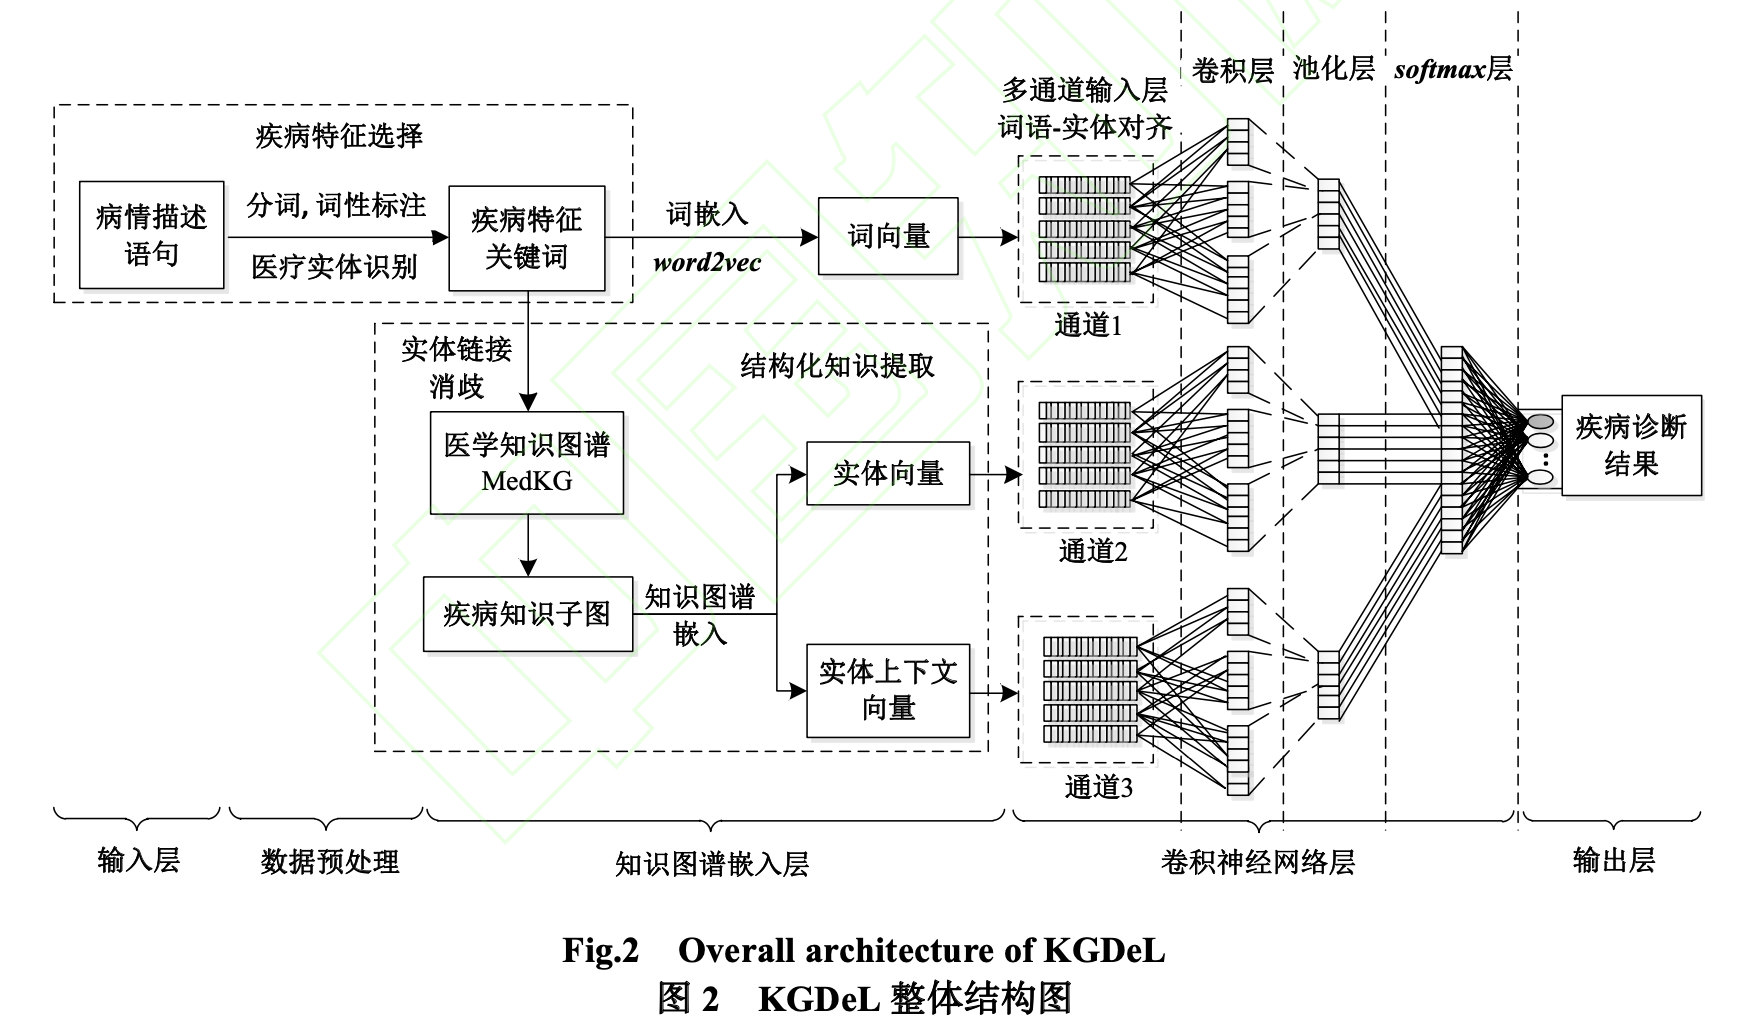 卷积层
池化层
softmax层
多通道输入层
词语-实体对齐
疾病特征选择
病情描述
语句
分词, 词性标注
医疗实体识别
疾病特征
关键词
词嵌入
word2vec
词向量
通道1
实体链接
消歧
结构化知识提取
医学知识图谱
MedKG
疾病知识子图
知识图谱
嵌入
实体向量
实体上下文
向量
通道2
通道3
疾病诊断
结果
输入层
数据预处理
知识图谱嵌入层
卷积神经网络层
输出层
Fig.2 Overall architecture of KGDeL
图 2 KGDeL 整体结构图